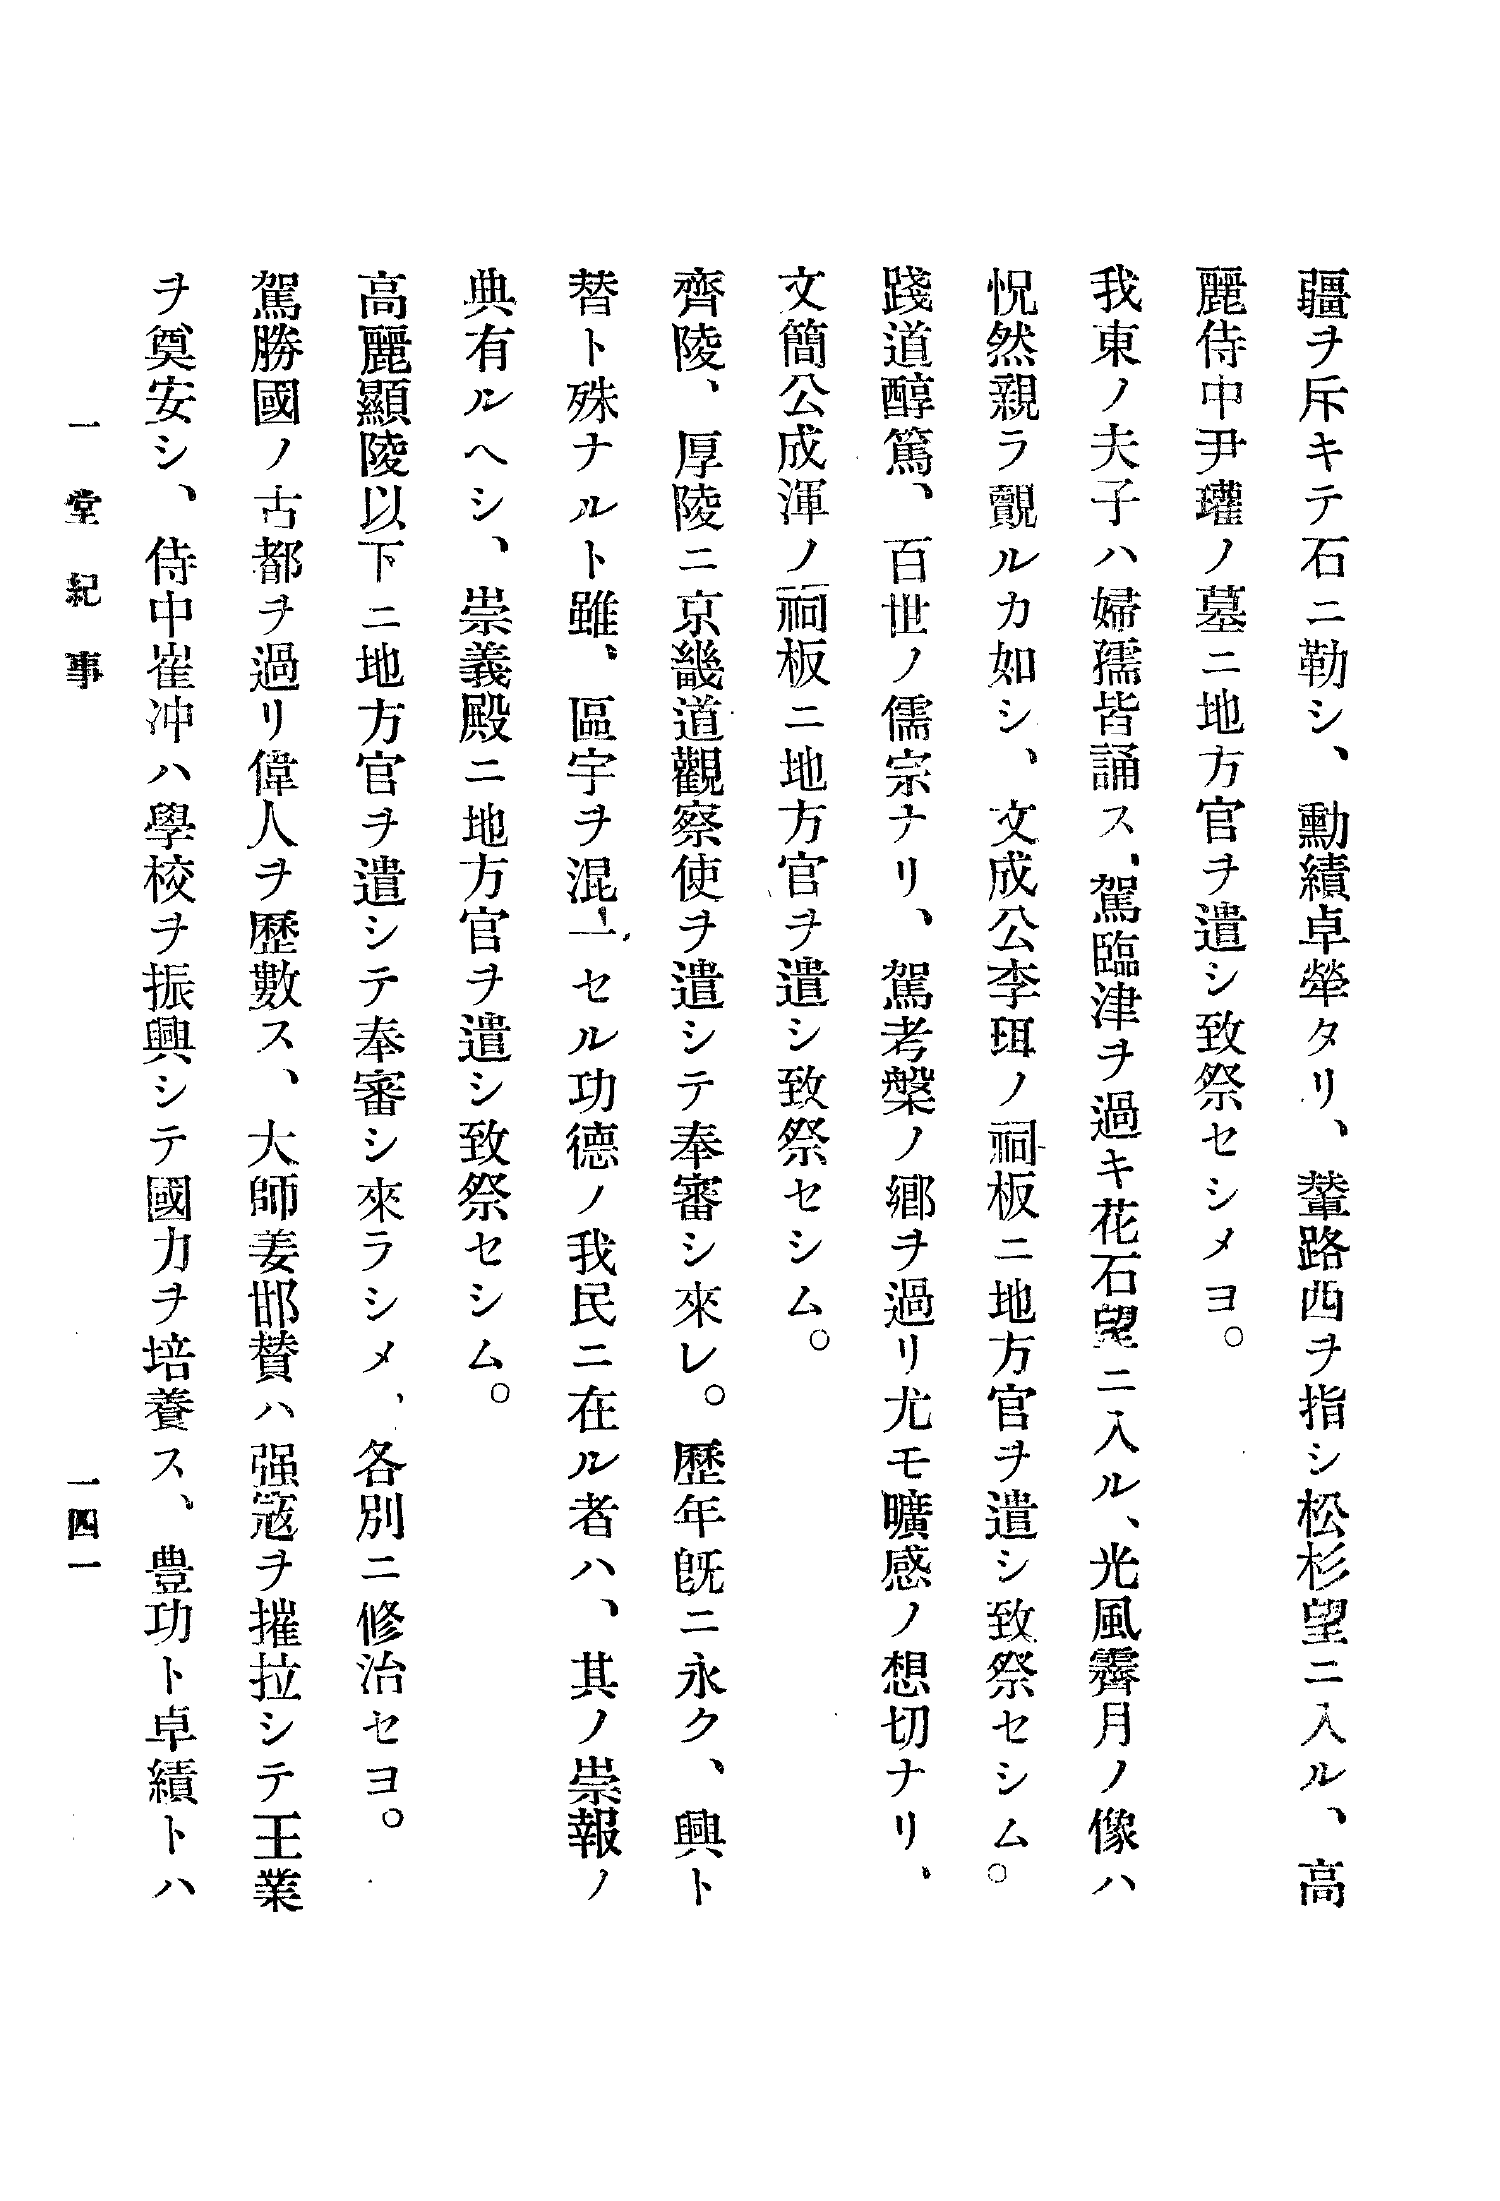 疆ヲ斥キテ石ニ勒シ、勳績卓犖タリ、輦路西ヲ指シ松杉望ニ入ル、高
麗侍中尹瓘ノ墓ニ地方官ヲ遣シ致祭セシメヨ。
我東ノ夫子ハ婦孺皆誦ス、駕臨津ヲ過キ花石望ニ入ル、光風霽月ノ像ハ
怳然親ラ覿ルカ如シ、文成公李珥ノ祠板ニ地方官ヲ遣シ致祭セシム。
踐道醇篤、百世ノ儒宗ナリ、駕考槃ノ鄕ヲ過リ尤モ曠感ノ想切ナリ、
文簡公成渾ノ祠板ニ地方官ヲ遣シ致祭セシム。
齊陵、厚陵ニ京畿道觀察使ヲ遣シテ奉審シ來レ。歷年旣ニ永ク、興ト
替ト殊ナルト雖、區宇ヲ混一セル功德ノ我民ニ在ル者ハ、其ノ崇報ノ
典有ルヘシ、崇義殿ニ地方官ヲ遣シ致祭セシム。
高麗顯陵以下ニ地方官ヲ遣シテ奉審シ來ラシメ、各別ニ修治セヨ。
駕勝國ノ古都ヲ過リ偉人ヲ歷數ス、大師姜邯贊ハ强寇ヲ摧拉シテ王業
ヲ奠安シ、侍中崔冲ハ學校ヲ振興シテ國力ヲ培養ス、豊功ト卓績トハ
一堂紀事
一四一